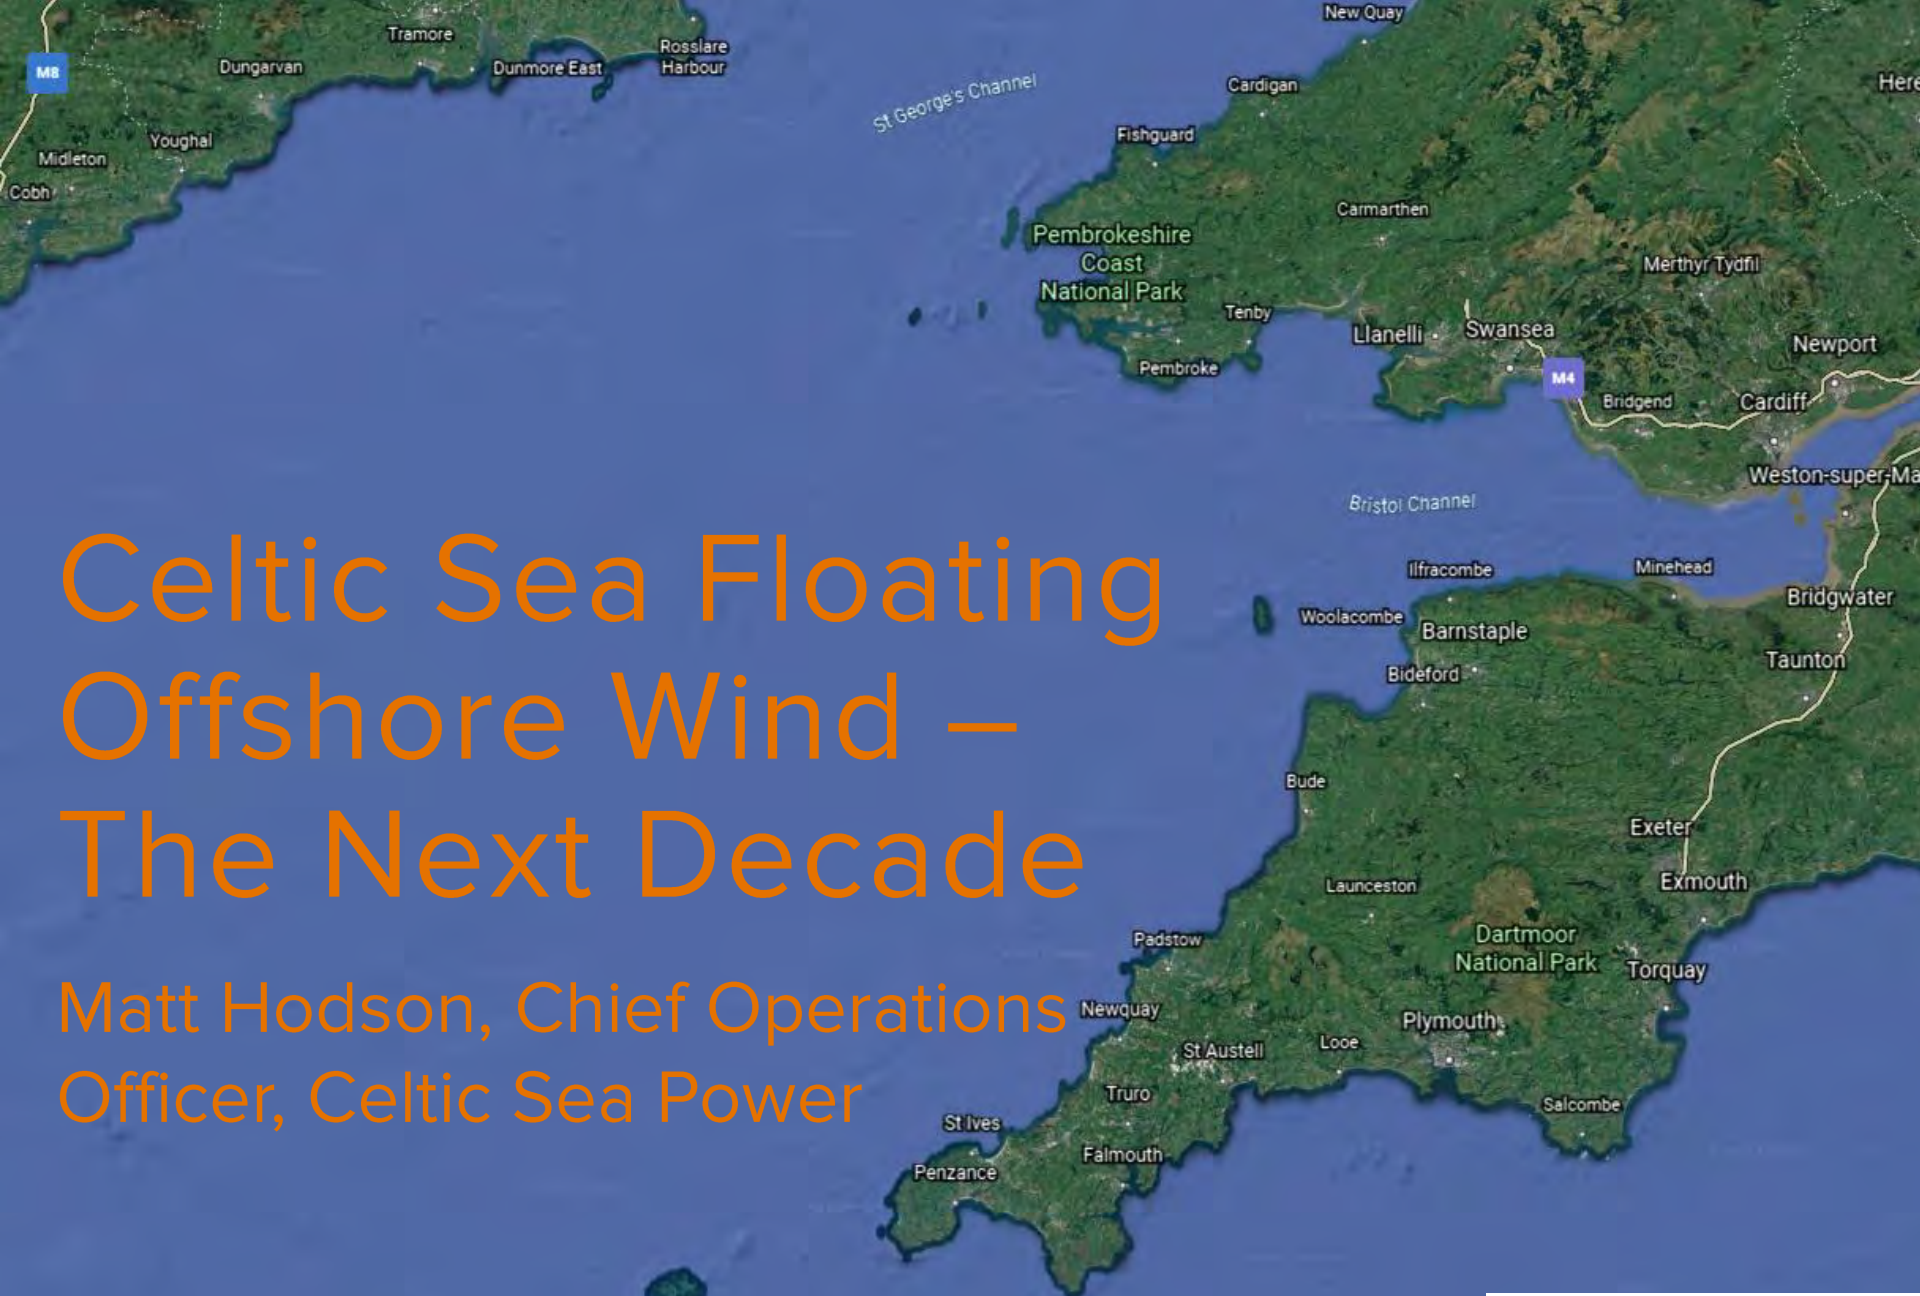 New Quay
Tramore
Rosslare
Harbour
M8
Dungarvan
Dunmore East
St George's Channel
Cardigan
Here
Youghal
Fishguard
Midleton
Cobh
Carmarthen
Pembrokeshire
Coast
National Park
Merthyr Tydfil
Tenby
Llanelli
Swansea
Newport
Pembroke
M4
Bridgend
Cardiff
Weston-super-Ma
Bristol Channel
Ilfracombe
Minehead
Bridgwater
Woolacombe
Barnstaple
Taunton
Bideford
Celtic Sea Floating
Offshore Wind –
The Next Decade
Bude
Exeter
Launceston
Exmouth
Dartmoor
National Park
Padstow
Torquay
Matt Hodson, Chief Operations
Officer, Celtic Sea Power
Newquay
Plymouth
St Austell
Looe
Truro
Salcombe
St Ives
Falmouth
Penzance